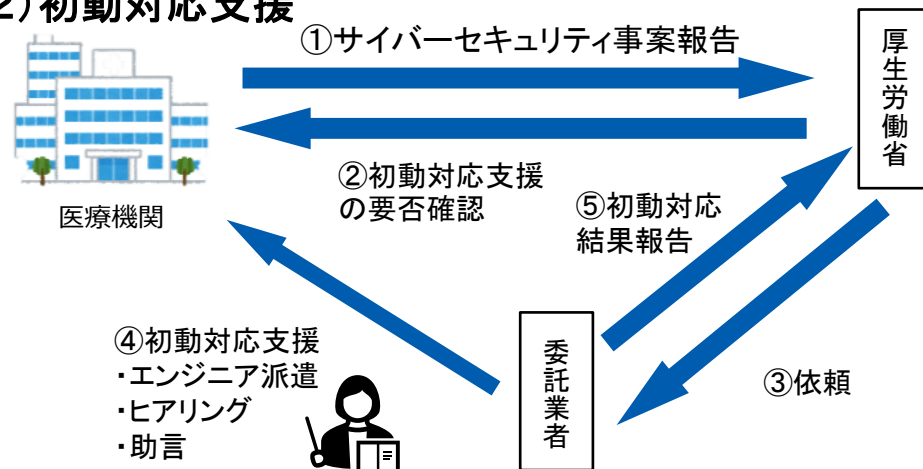 2)初動対応支援
①サイバーセキュリティ事案報告
厚生労働省
②初動対応支援
の要否確認
医療機関
⑤初動対応
結果報告
④初動対応支援
・エンジニア派遣
・ヒアリング
・助言
委託業者
③依頼